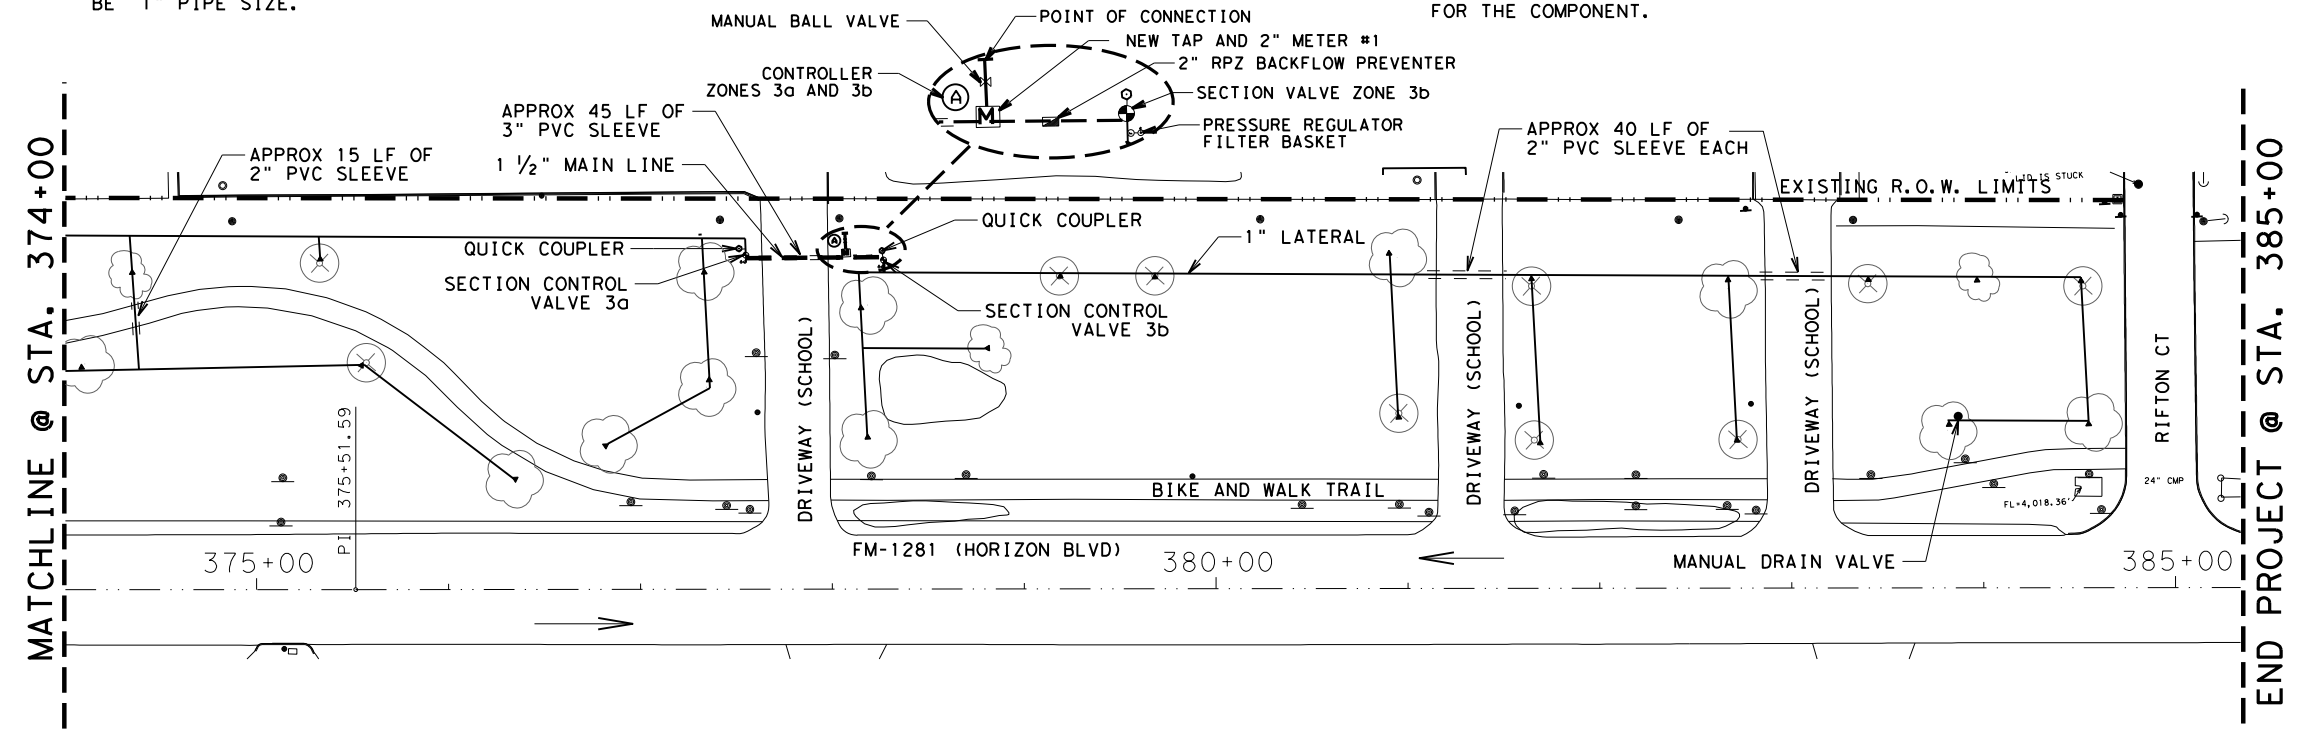 BE 1" PIPE SIZE.
FOR THE COMPONENT.
MANUAL BALL VALVE
POINT OF CONNECTION
NEW TAP AND 2" METER #1
2" RPZ BACKFLOW PREVENTER
CONTROLLER
ZONES 3a AND 3b
SECTION VALVE ZONE 3b
PRESSURE REGULATOR
FILTER BASKET
A
M
APPROX 45 LF OF
3" PVC SLEEVE
1 1/2" MAIN LINE
APPROX 15 LF OF
2" PVC SLEEVE
APPROX 40 LF OF
2" PVC SLEEVE EACH
LID IS STUCK
EXISTING R.O.W. LIMITS
QUICK COUPLER
1" LATERAL
QUICK COUPLER
A
SECTION CONTROL
VALVE 3a
SECTION CONTROL
VALVE 3b
MATCHLINE @ STA. 374+00
PI 375+51.59
DRIVEWAY (SCHOOL)
DRIVEWAY (SCHOOL)
DRIVEWAY (SCHOOL)
RIFTON CT
END PROJECT @ STA. 385+00
BIKE AND WALK TRAIL
24" CMP
FL=4,018.36'
FM-1281 (HORIZON BLVD)
MANUAL DRAIN VALVE
375+00
380+00
385+00